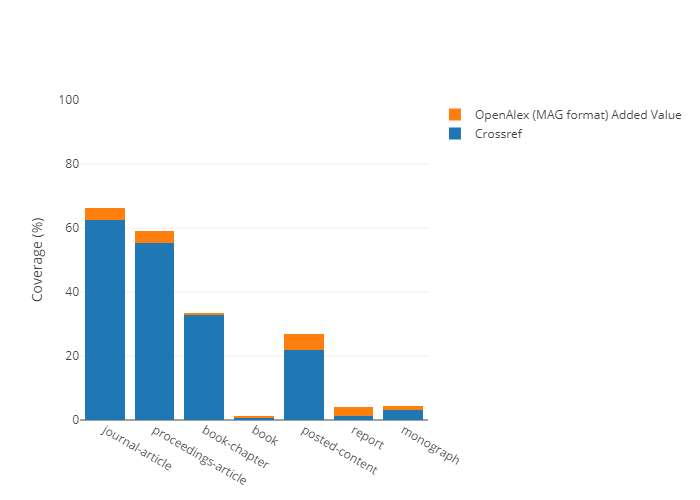 100
80
60
40
20
0
Coverage (%)
journal-article
proceedings-article
book-chapter
book
posted-content
report
monograph
OpenAlex (MAG format) Added Value
Crossref